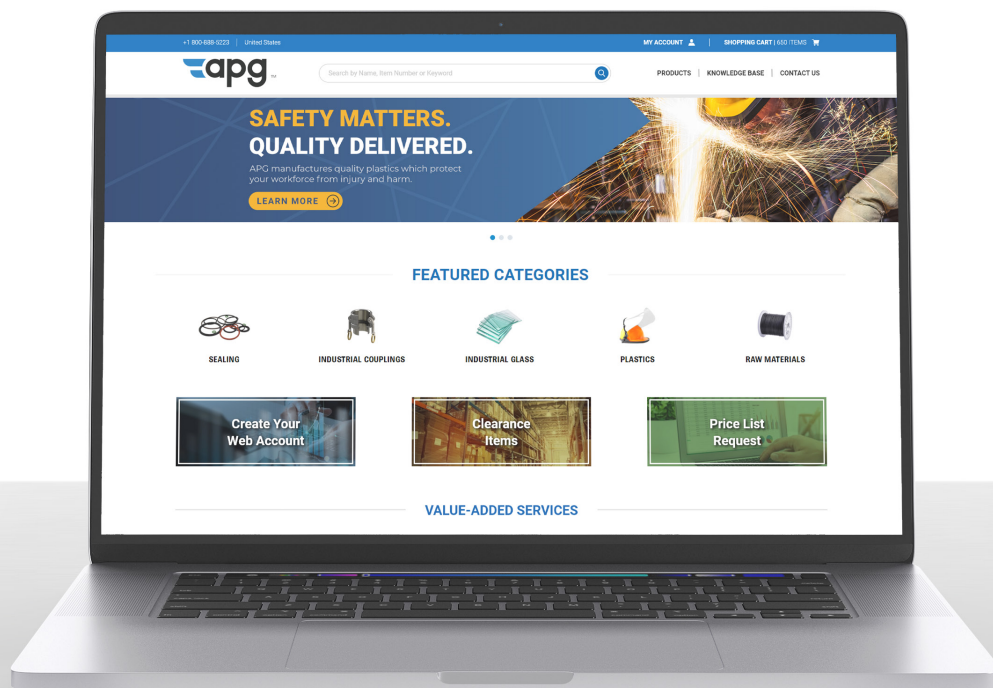 +1 800-888-5223 | United States
MY ACCOUNT | SHOPPING CART | 680 ITEMS
apg
Search by Name, Item Number or Keyword
PRODUCTS | KNOWLEDGE BASE | CONTACT US
SAFETY MATTERS.
QUALITY DELIVERED.
APG manufactures quality plastics which protect
your workforce from injury and harm.
LEARN MORE
FEATURED CATEGORIES
SEALING
INDUSTRIAL COUPLINGS
INDUSTRIAL GLASS
PLASTICS
RAW MATERIALS
Create Your
Web Account
Clearance
Items
Price List
Request
VALUE-ADDED SERVICES